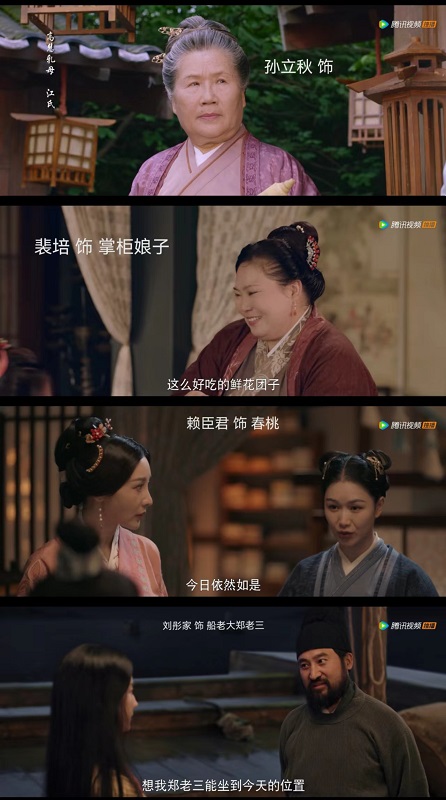 高慧乳母 江氏
孙立秋 饰
腾讯视频
裴培 饰 掌柜娘子
腾讯视频
这么好吃的鲜花团子
赖臣君 饰 春桃
腾讯视频
今日依然如是
刘彤家 饰 船老大郑老三
腾讯视频
想我郑老三能坐到今天的位置